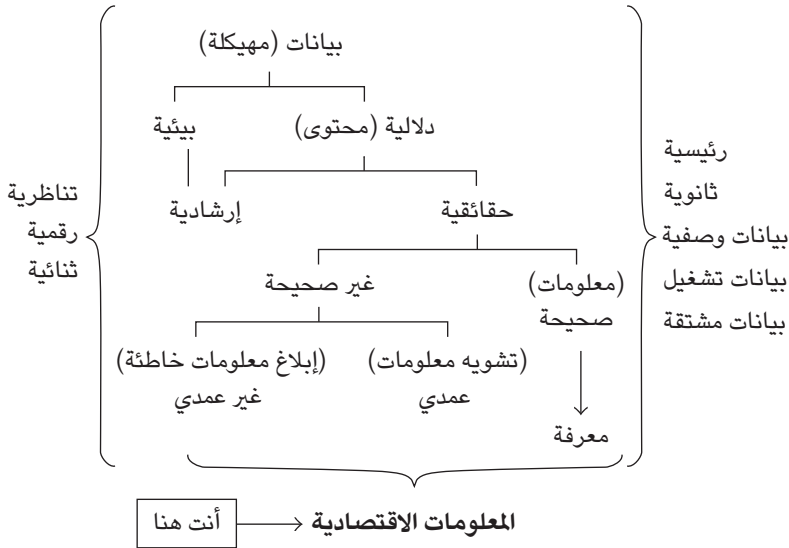 بيانات (مهيكلة)
دلالية (محتوى)
بيئية
حقائقية
إرشادية
(معلومات)
صحيحة
غير صحيحة
(تشويه معلومات)
عمدي
(إبلاغ معلومات خاطئة)
غير عمدي
معرفة
رئيسية
ثانوية
بيانات وصفية
بيانات تشغيل
بيانات مشتقة
تناظرية
رقمية
ثنائية
المعلومات الاقتصادية
أنت هنا